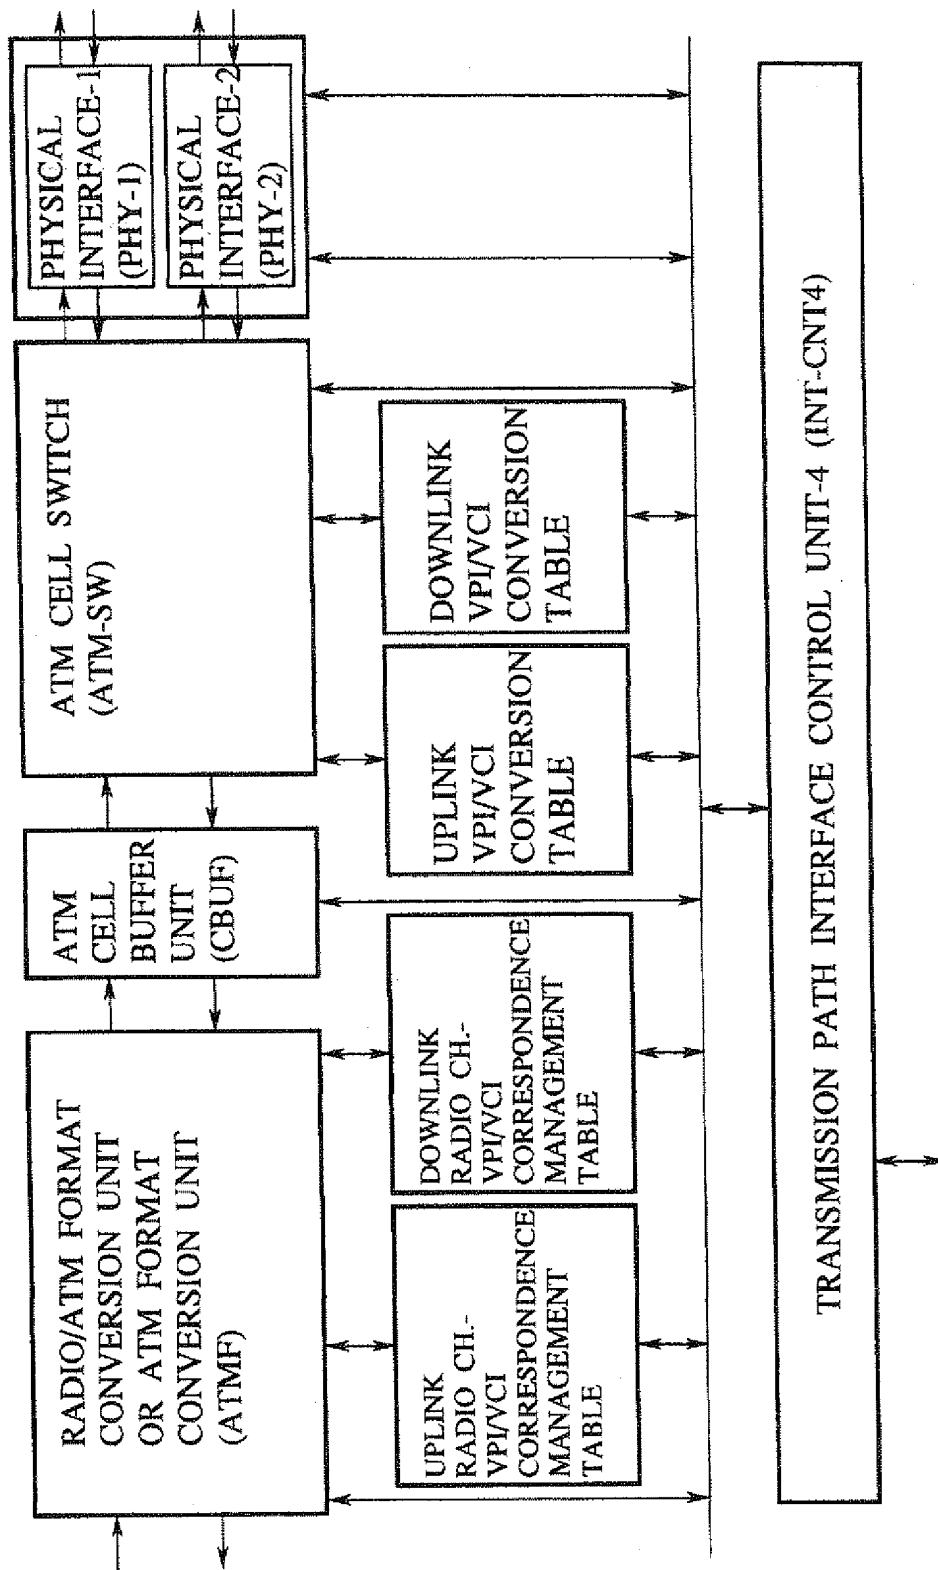 RADIO/ATM FORMAT
CONVERSION UNIT
OR ATM FORMAT
CONVERSION UNIT
(ATMF)
ATM
CELL
BUFFER
UNIT
(CBUF)
ATM CELL SWITCH
(ATM-SW)
PHYSICAL
INTERFACE-1
(PHY-1)
PHYSICAL
INTERFACE-2
(PHY-2)
UPLINK
RADIO CH.-
VPI/VCI
CORRESPONDENCE
MANAGEMENT
TABLE
DOWNLINK
RADIO CH.-
VPI/VCI
CORRESPONDENCE
MANAGEMENT
TABLE
UPLINK
VPI/VCI
CONVERSION
TABLE
DOWNLINK
VPI/VCI
CONVERSION
TABLE
TRANSMISSION PATH INTERFACE CONTROL UNIT-4 (INT-CNT4)